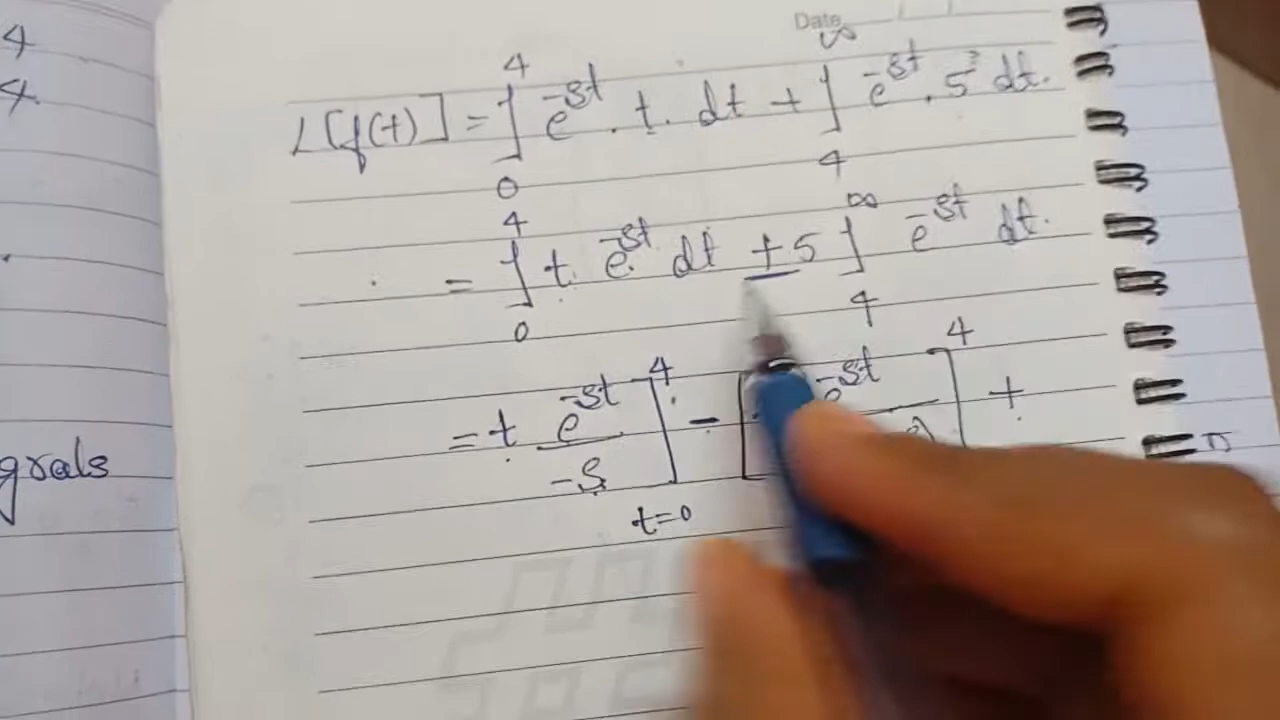 4
4
grals
Date
L[f(t)] = ∫₀⁴ e^-st . t . dt + ∫₄^∞ e^-st . 5 dt.
= ∫₀⁴ t. e^-st dt + 5 ∫₄^∞ e^-st dt.
= t e^-st/-s ]⁴ t=0 - [ e^-st ]⁴ +